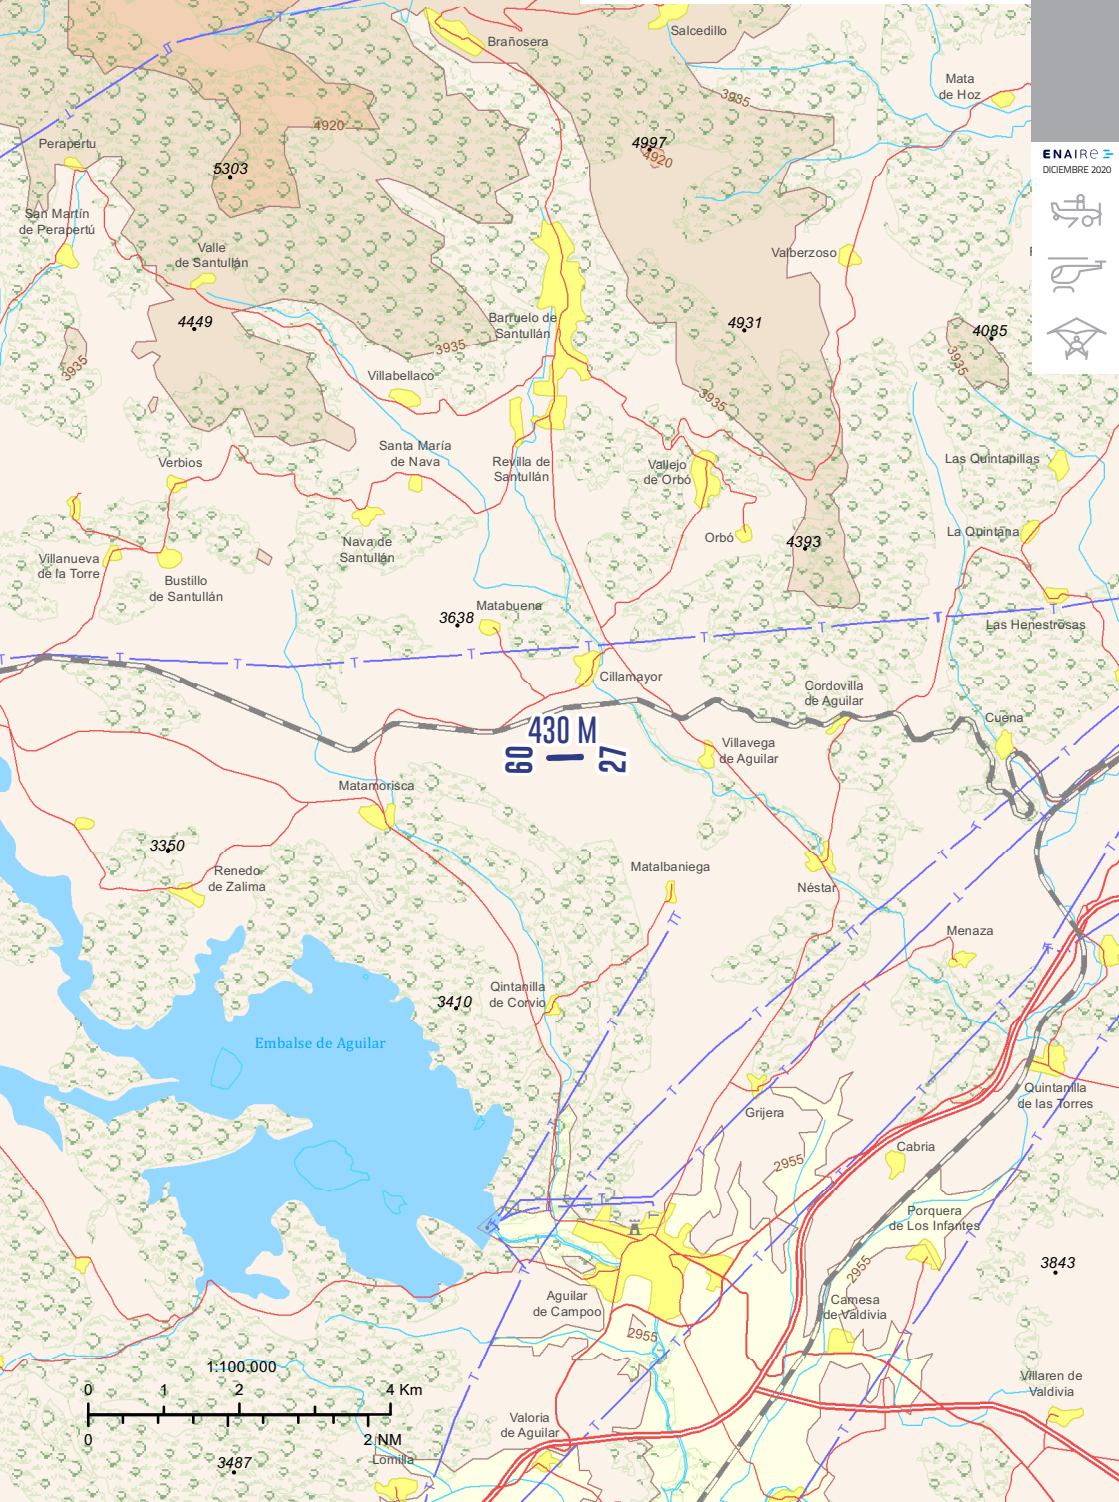 Brañosera
Salcedillo
Mata
de Hoz
3935
4920
4997
4920
ENAIRE
DICIEMBRE 2020
Perapertu
5303
San Martín
de Perapertú
Valle
de Santullán
Valberzoso
4449
Barruelo de
Santullán
4931
4085
3935
3935
3935
Villabellaco
3935
Santa María
de Nava
Verbios
Revilla de
Santullán
Vallejo
de Orbó
Las Quintanillas
Nava de
Santullán
Orbó
4393
La Quintana
Villanueva
de la Torre
Bustillo
de Santullán
3638
Matabuena
Las Henestrosas
T
T
T
T
T
T
T
T
T
Cillamayor
Cordovilla
de Aguilar
Cuena
430 M
09
27
Villavega
de Aguilar
Matamorisca
3350
Renedo
de Zalima
Matalbaniega
Néstar
Menaza
3410
Qintanilla
de Corvio
Embalse de Aguilar
Grijera
Quintanilla
de las Torres
2955
Cabria
Porquera
de Los Infantes
3843
2955
Aguilar
de Campoo
Camesa
de Valdivia
2955
1:100.000
0
1
2
4 Km
0
2 NM
Valoria
de Aguilar
Villaren de
Valdivia
3487
Lomilla